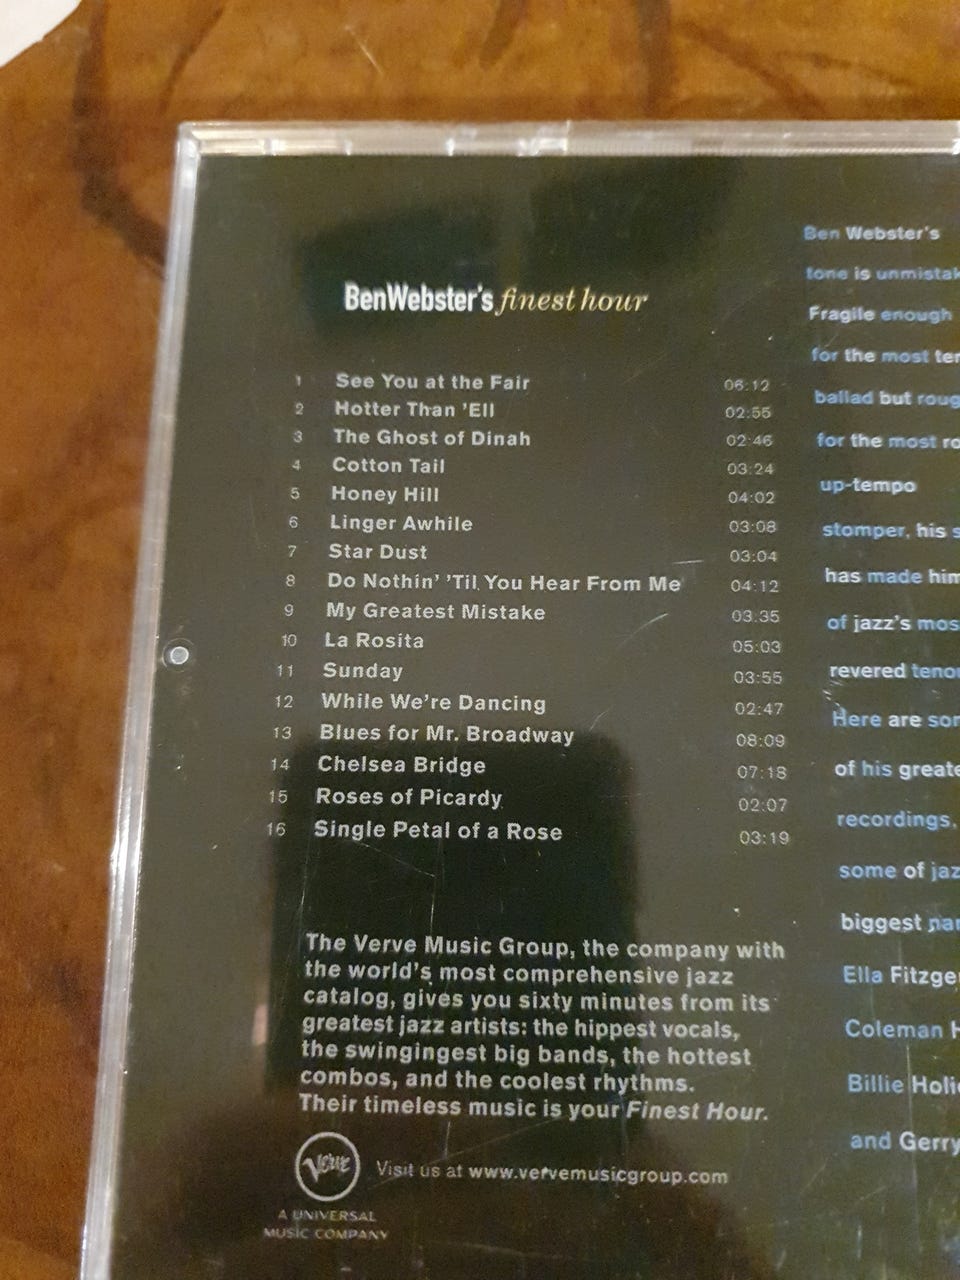 BenWebster's finest hour
1 See You at the Fair 06:12
2 Hotter Than 'Ell 02:55
3 The Ghost of Dinah 02:46
4 Cotton Tail 03:24
5 Honey Hill 04:02
6 Linger Awhile 03:08
7 Star Dust 03:04
8 Do Nothin' 'Til You Hear From Me 04:12
9 My Greatest Mistake 03:35
10 La Rosita 05:03
11 Sunday 03:55
12 While We're Dancing 02:47
13 Blues for Mr. Broadway 08:09
14 Chelsea Bridge 07:18
15 Roses of Picardy 02:07
16 Single Petal of a Rose 03:19
The Verve Music Group, the company with
the world's most comprehensive jazz
catalog, gives you sixty minutes from its
greatest jazz artists: the hippest vocals,
the swingingest big bands, the hottest
combos, and the coolest rhythms.
Their timeless music is your Finest Hour.
Verve
Visit us at www.vervemusicgroup.com
A UNIVERSAL
MUSIC COMPANY
Ben Webster's
tone is
Fragile enough
for the most
ballad but
for the most
up-tempo
stomper, his
has made
of jazz's
revered
Here are
of his
recordings,
some of
biggest
Ella
Coleman
Billie
and Gerry